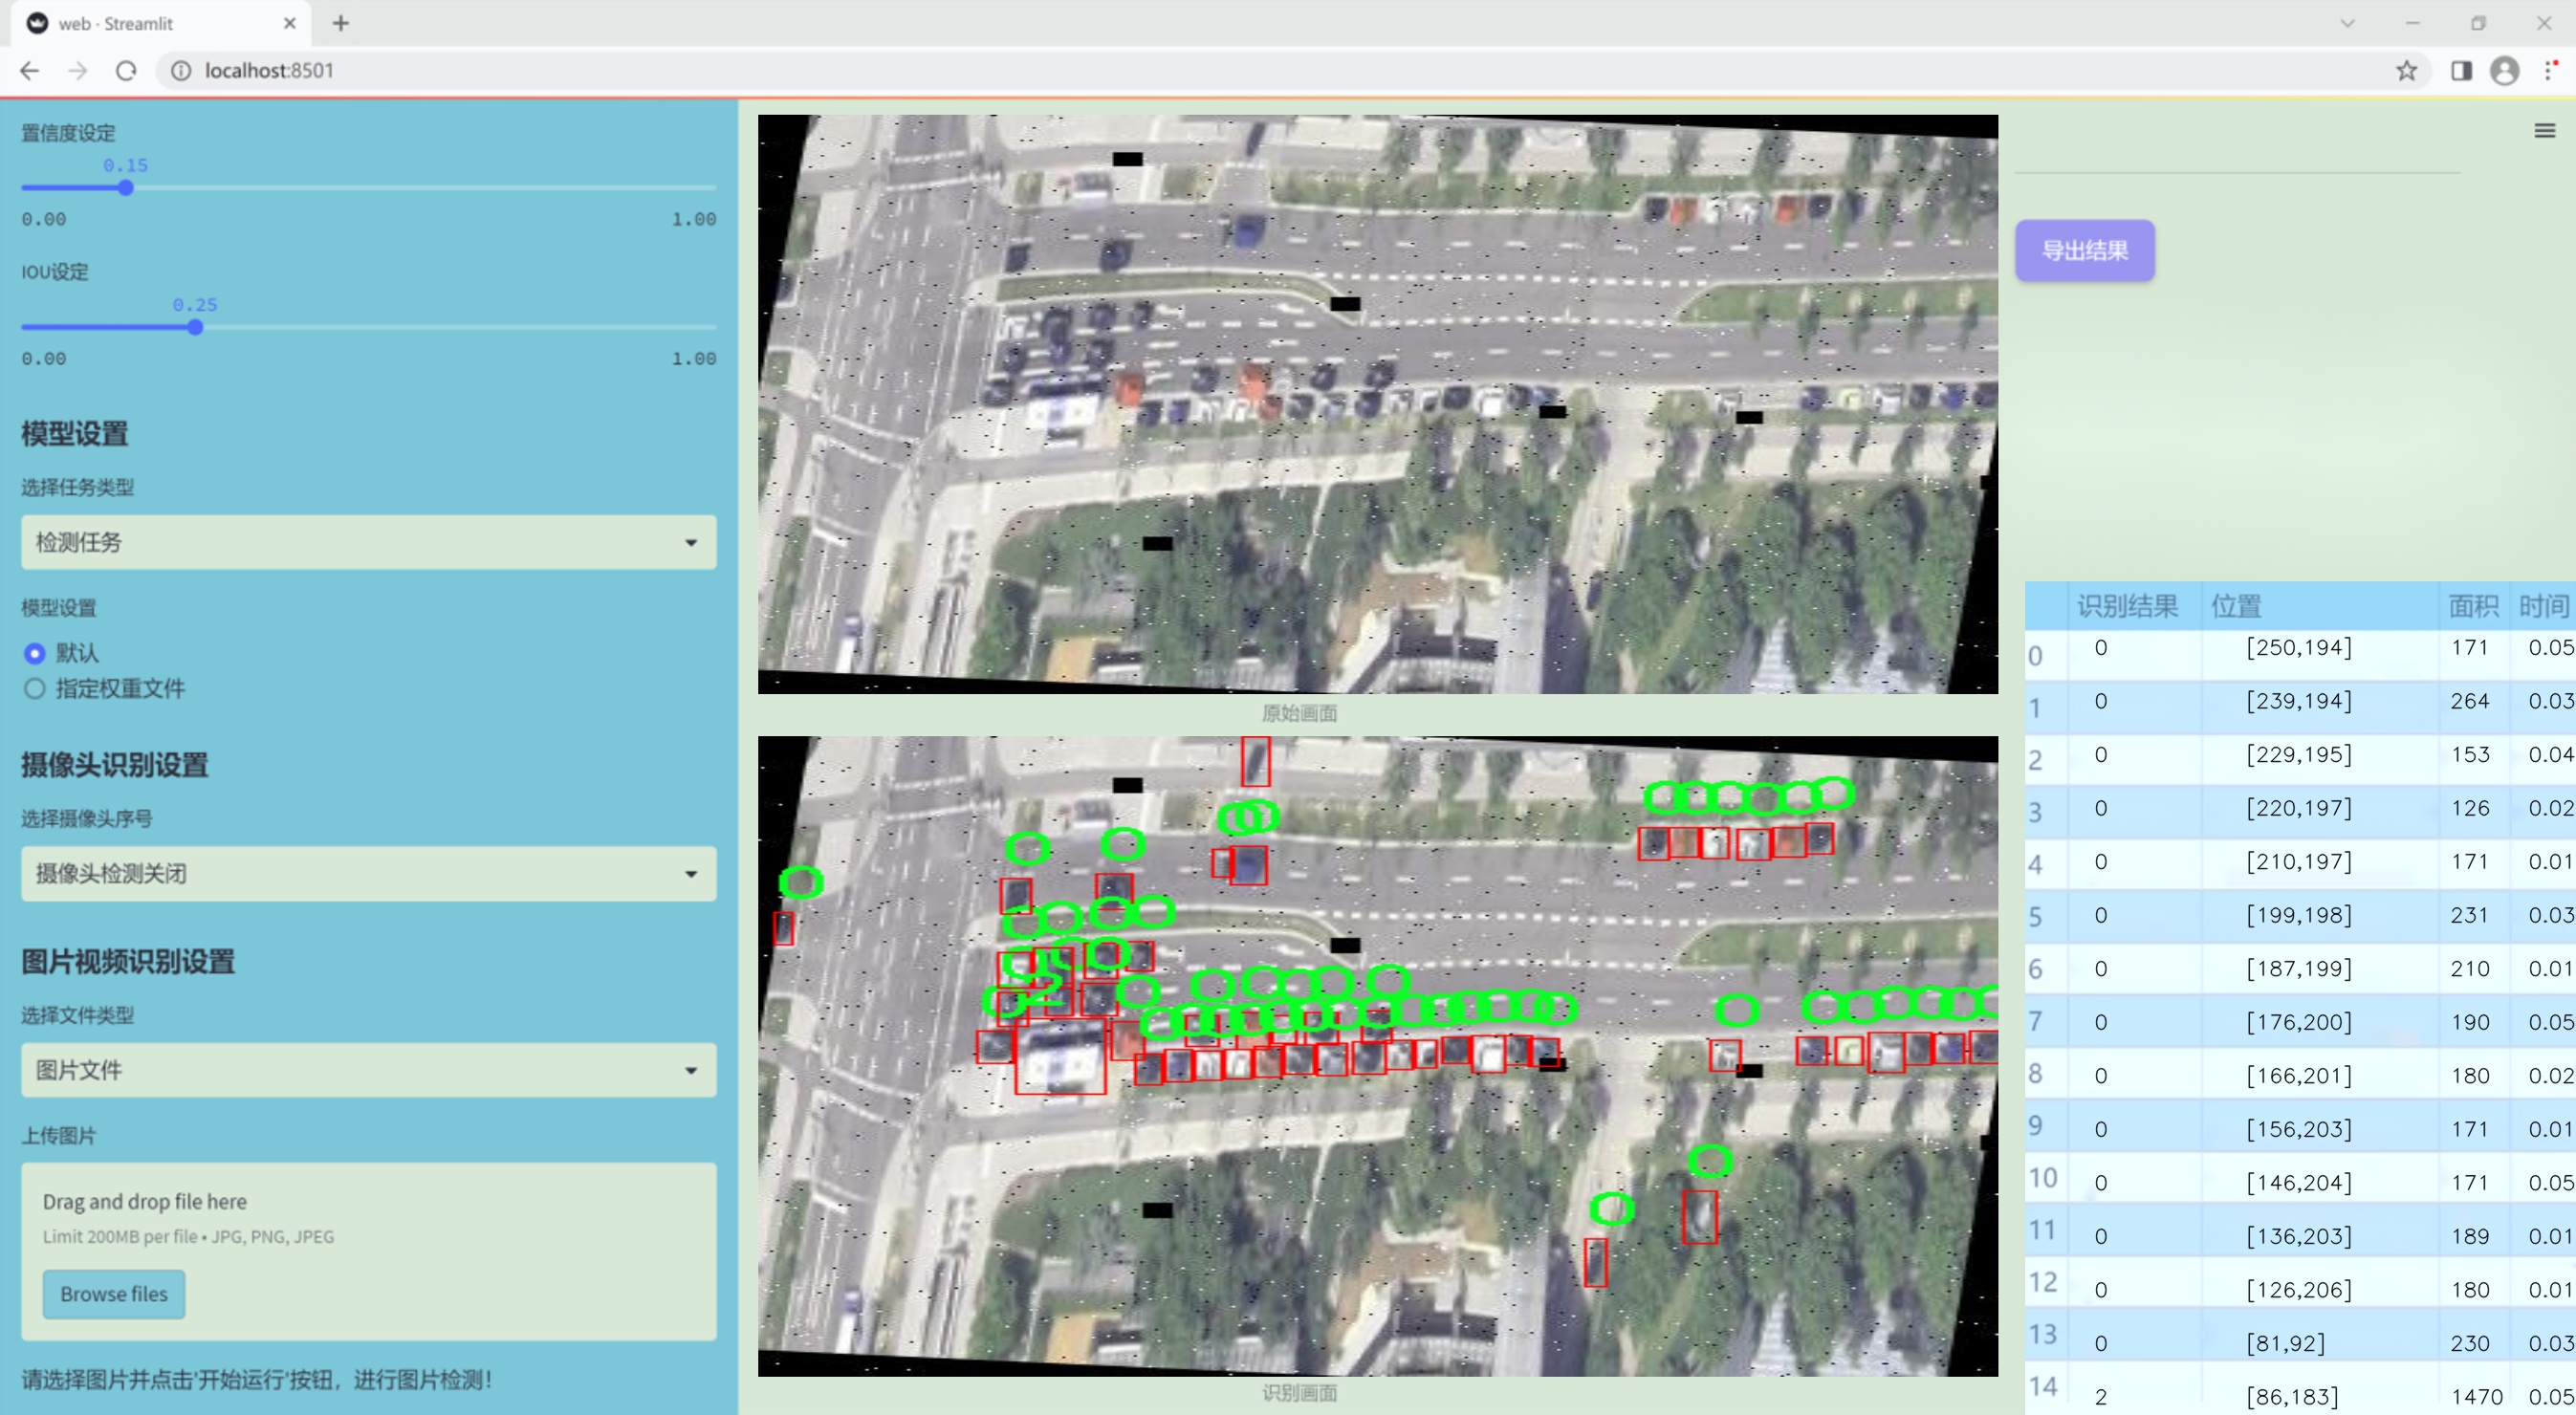 web · Streamlit
localhost:8501
置信度设定
0.15
0.00 1.00
IOU设定
0.25
0.00 1.00
模型设置
选择任务类型
检测任务
模型设置
默认
指定权重文件
摄像头识别设置
选择摄像头序号
摄像头检测关闭
图片视频识别设置
选择文件类型
图片文件
上传图片
Drag and drop file here
Limit 200MB per file • JPG, PNG, JPEG
Browse files
请选择图片并点击'开始运行'按钮，进行图片检测！
原始画面
2
识别画面
导出结果
识别结果 位置 面积 时间
0 0 [250,194] 171 0.05
1 0 [239,194] 264 0.03
2 0 [229,195] 153 0.04
3 0 [220,197] 126 0.02
4 0 [210,197] 171 0.01
5 0 [199,198] 231 0.03
6 0 [187,199] 210 0.01
7 0 [176,200] 190 0.05
8 0 [166,201] 180 0.02
9 0 [156,203] 171 0.01
10 0 [146,204] 171 0.05
11 0 [136,203] 189 0.01
12 0 [126,206] 180 0.01
13 0 [81,92] 230 0.03
14 2 [86,183] 1470 0.05